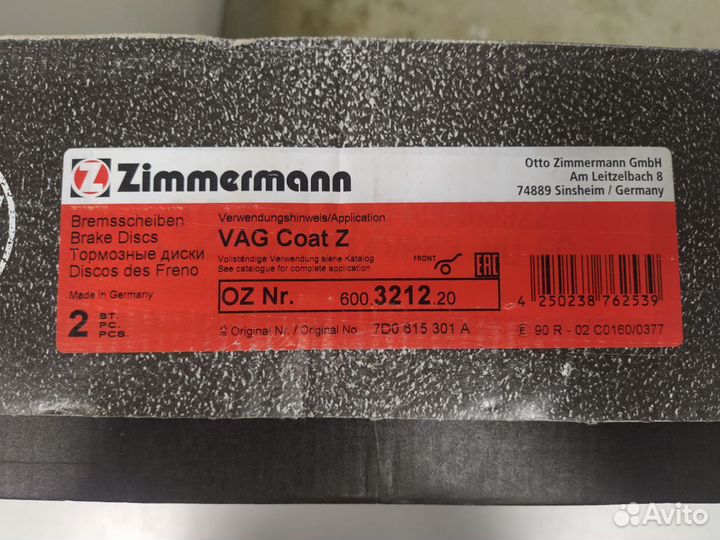 Zimmermann
Otto Zimmermann GmbH
Am Leitzelbach 8
74889 Sinsheim / Germany
Bremsscheiben
Brake Discs
Тормозные диски
Discos des Freno
Made in Germany
2 ST.
PC.
PCS.
Verwendungshinweis/Application
VAG Coat Z
Vollständige Verwendung siehe Katalog
See catalogue for complete application
FRONT
EAC
OZ Nr. 600.3212.20
Original Nr. / Original No. 7D0 615 301 A
4 250238 762539
E 90 R - 02 C0160/0377
Avito